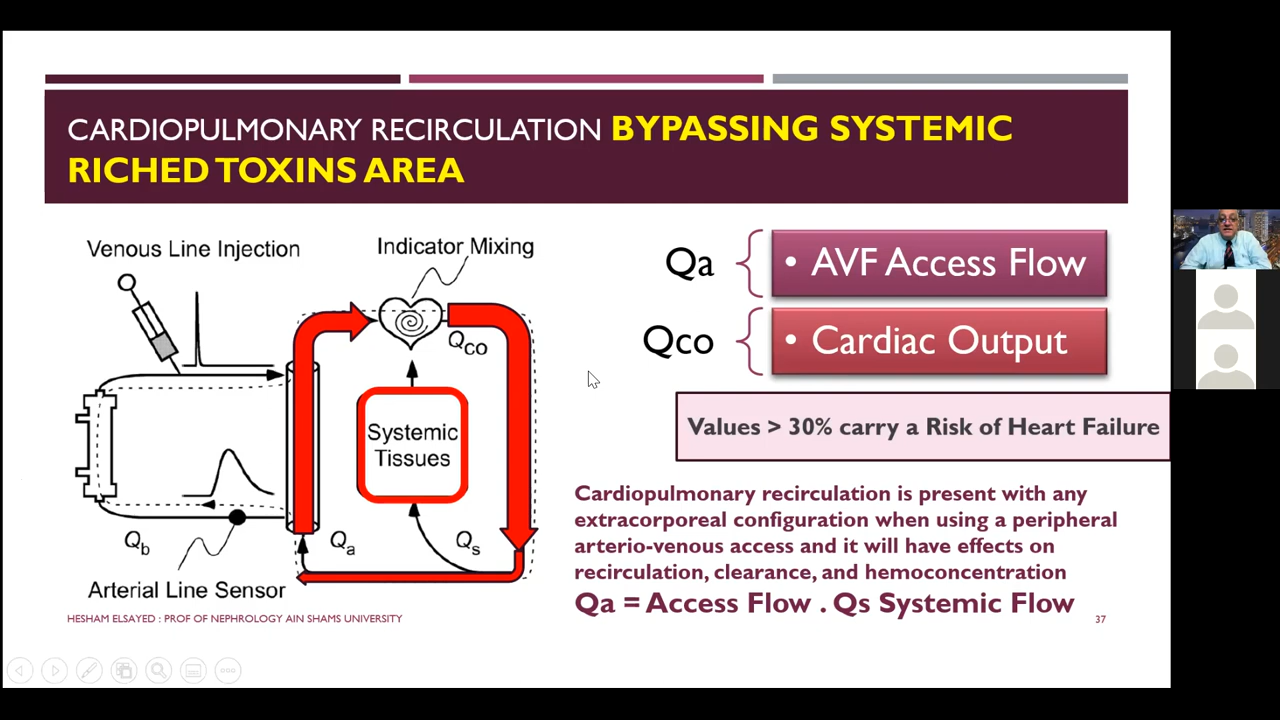 CARDIOPULMONARY RECIRCULATION BYPASSING SYSTEMIC
RICHED TOXINS AREA
Venous Line Injection
Indicator Mixing
Qco
Systemic
Tissues
Qb
Qa
Qs
Arterial Line Sensor
Qa
• AVF Access Flow
Qco
• Cardiac Output
Values > 30% carry a Risk of Heart Failure
Cardiopulmonary recirculation is present with any
extracorporeal configuration when using a peripheral
arterio-venous access and it will have effects on
recirculation, clearance, and hemoconcentration
Qa = Access Flow . Qs Systemic Flow
HESHAM ELSAYED : PROF OF NEPHROLOGY AIN SHAMS UNIVERSITY
37